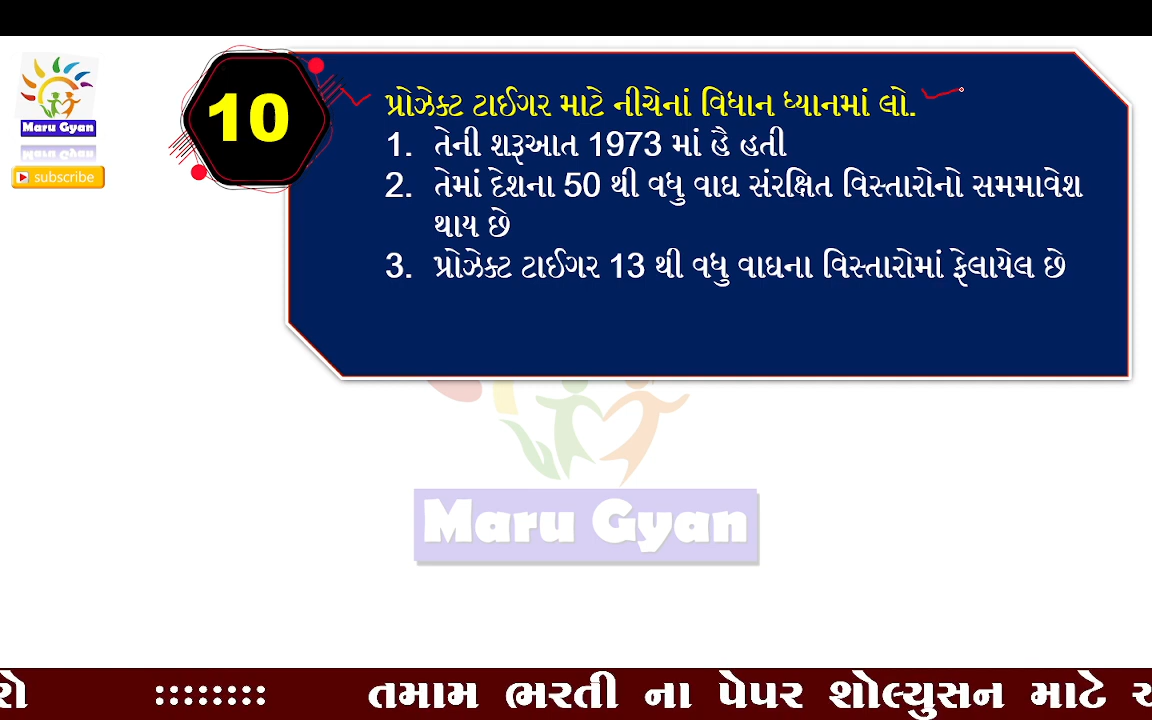 Maru Gyan
subscribe
10
પ્રોઝેક્ટ ટાઈગર માટે નીચેનાં વિધાન ધ્યાનમાં લો.
1. તેની શરૂઆત 1973 માં હૈ હતી
2. તેમાં દેશના 50 થી વધુ વાઘ સંરક્ષિત વિસ્તારોનો સમમાવેશ
થાય છે
3. પ્રોઝેક્ટ ટાઈગર 13 થી વધુ વાઘના વિસ્તારોમાં ફેલાયેલ છે
Maru Gyan
રો :::::::: તમામ ભરતી ના પેપર શોલ્યુસન માટે